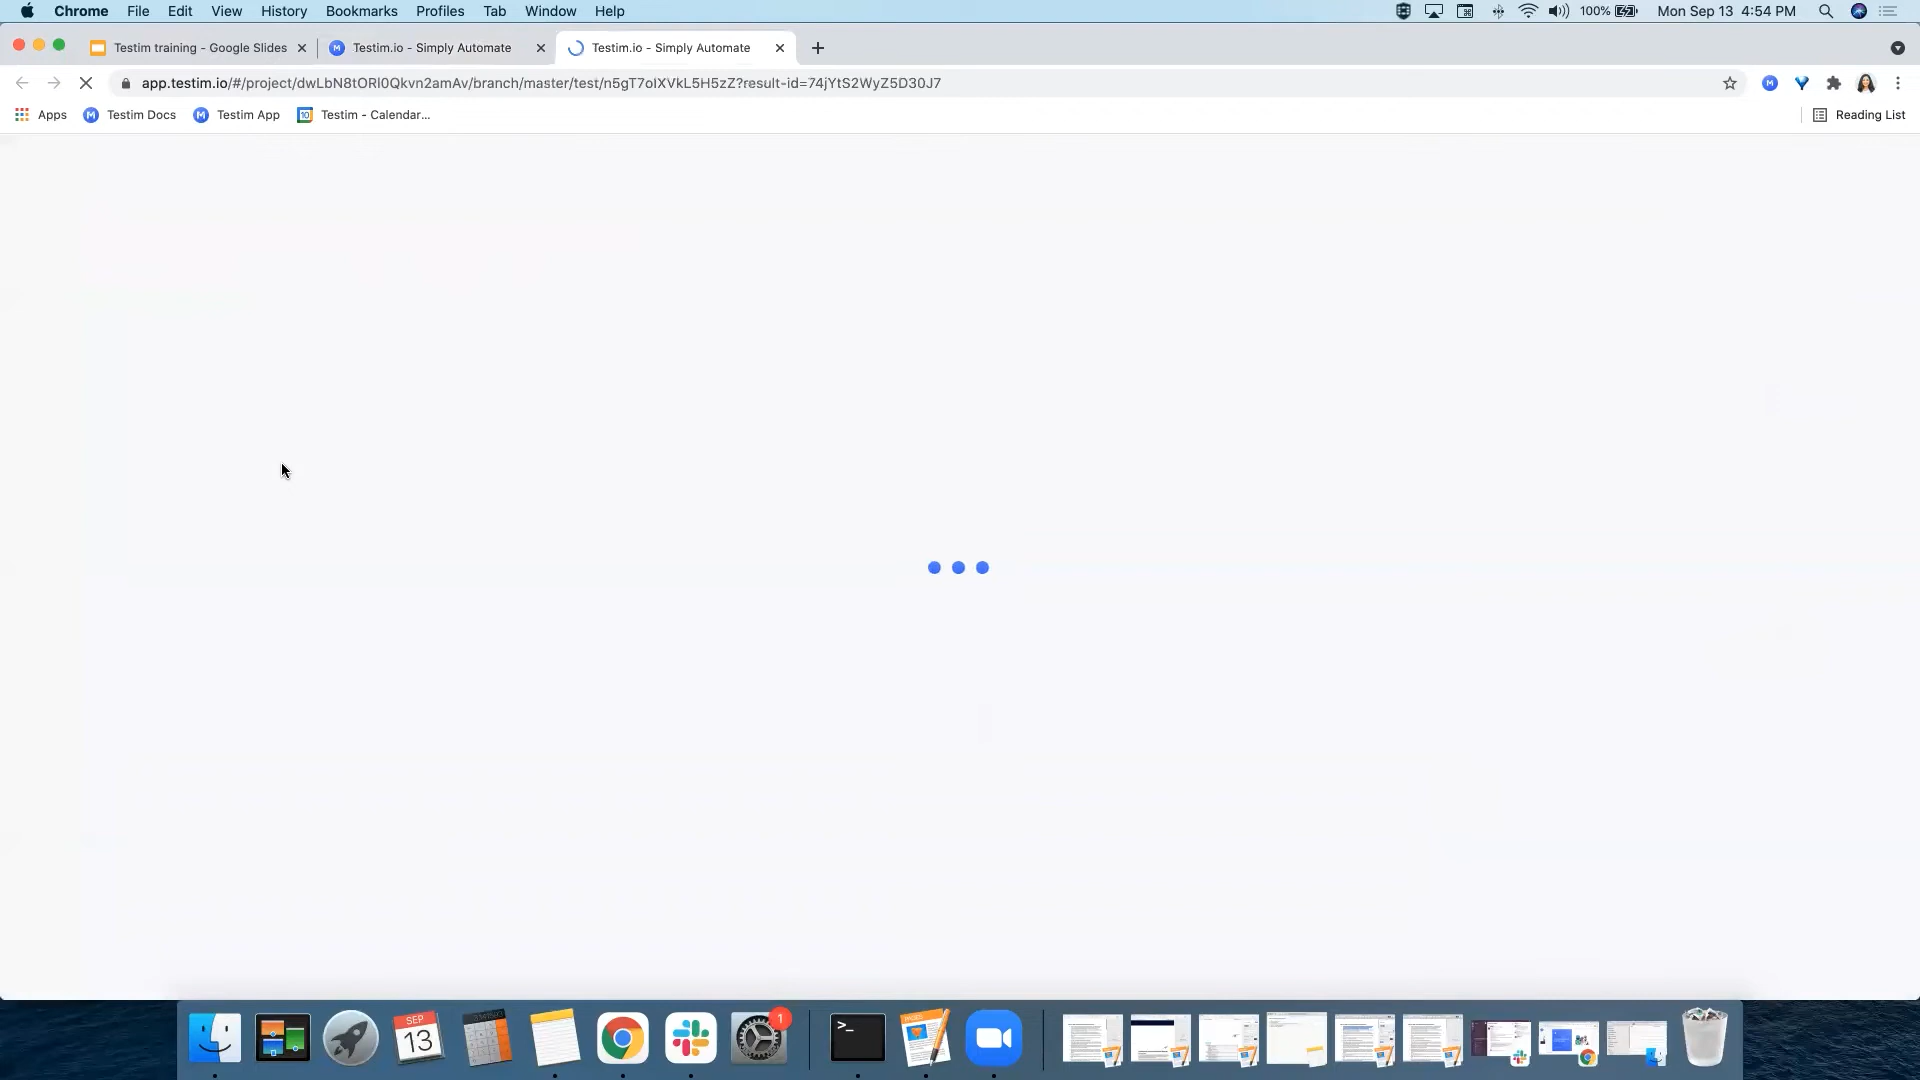 Chrome File Edit View History Bookmarks Profiles Tab Window Help 100% Mon Sep 13 4:54 PM
Testim training - Google Slides Testim.io - Simply Automate Testim.io - Simply Automate
app.testim.io/#/project/dwLbN8tORl0Qkvn2amAv/branch/master/test/n5gT7oIXVkL5H5zZ?result-id=74jYtS2WyZ5D30J7
Apps Testim Docs Testim App Testim - Calendar... Reading List
SEP
13
1